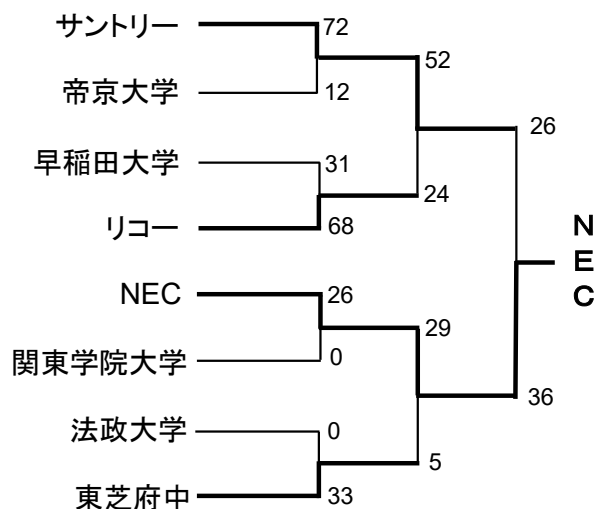 サントリー 72
52
帝京大学 12
26
早稲田大学 31
24
リコー 68
N
E
C
NEC 26
29
関東学院大学 0
36
法政大学 0
5
東芝府中 33